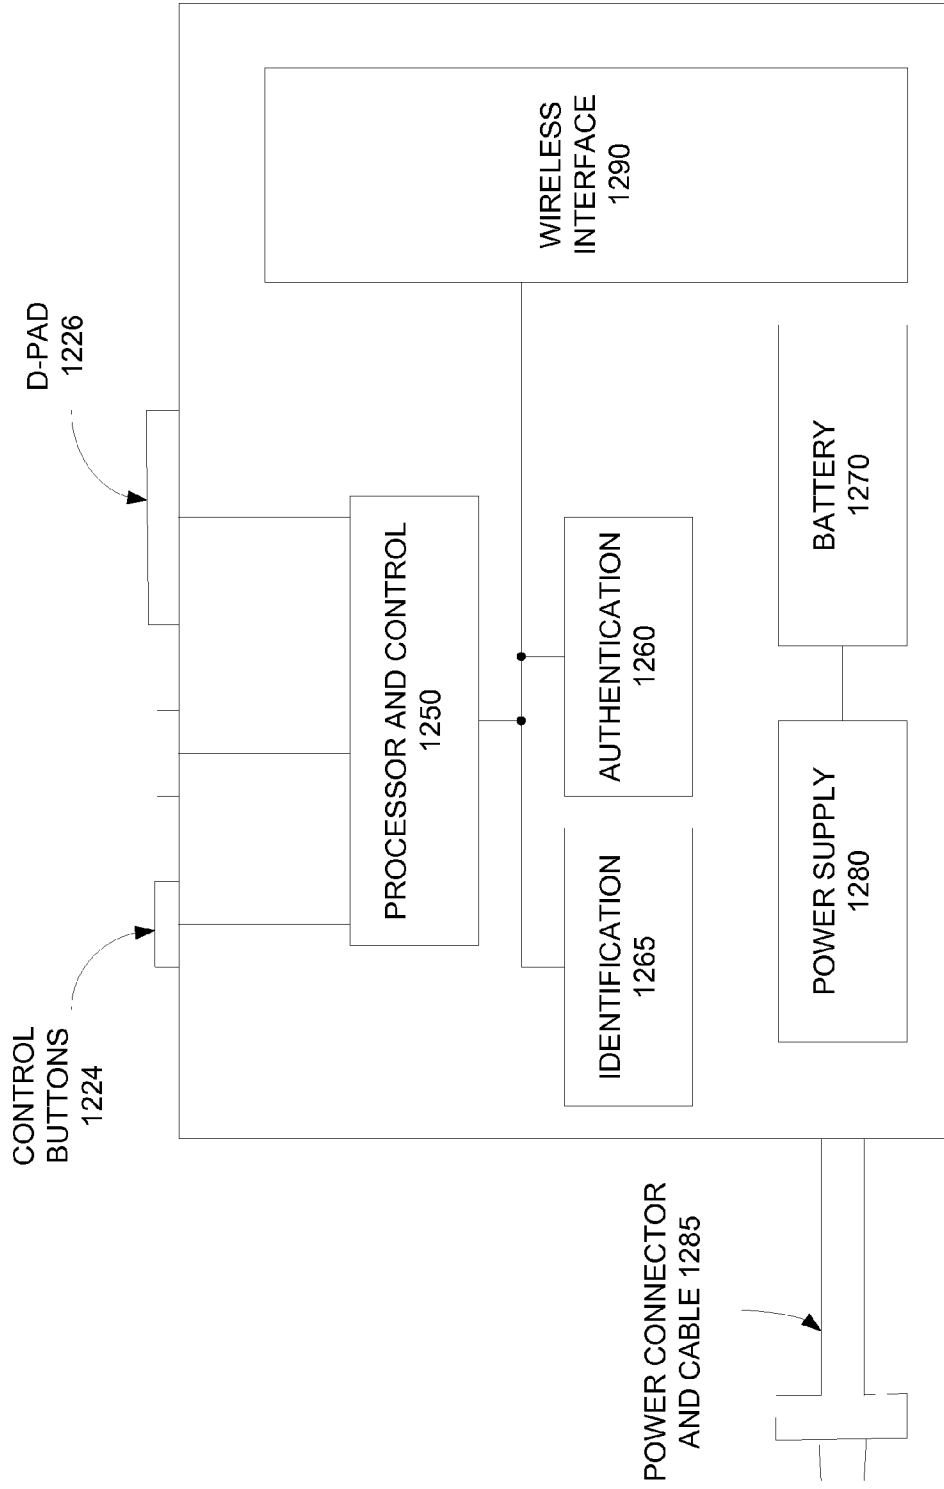 CONTROL
BUTTONS
1224
D-PAD
1226
PROCESSOR AND CONTROL
1250
WIRELESS
INTERFACE
1290
IDENTIFICATION
1265
AUTHENTICATION
1260
POWER CONNECTOR
AND CABLE 1285
POWER SUPPLY
1280
BATTERY
1270